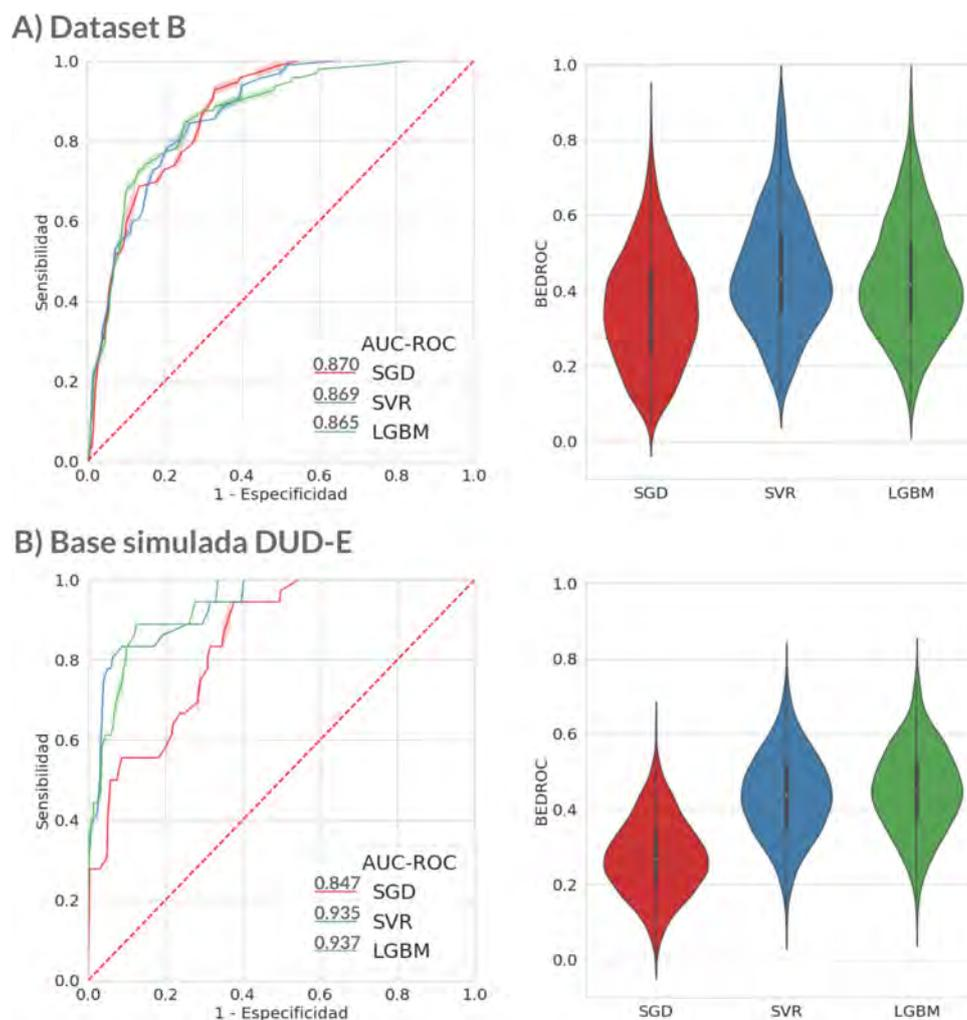 A) Dataset B
1.0
0.8
0.6
0.4
0.2
0.0
Sensibilidad
0.0 0.2 0.4 0.6 0.8 1.0
1 - Especificidad
AUC-ROC
0.870 SGD
0.869 SVR
0.865 LGBM
1.0
0.8
0.6
0.4
0.2
0.0
BEDROC
SGD SVR LGBM
B) Base simulada DUD-E
1.0
0.8
0.6
0.4
0.2
0.0
Sensibilidad
0.0 0.2 0.4 0.6 0.8 1.0
1 - Especificidad
AUC-ROC
0.847 SGD
0.935 SVR
0.937 LGBM
1.0
0.8
0.6
0.4
0.2
0.0
BEDROC
SGD SVR LGBM